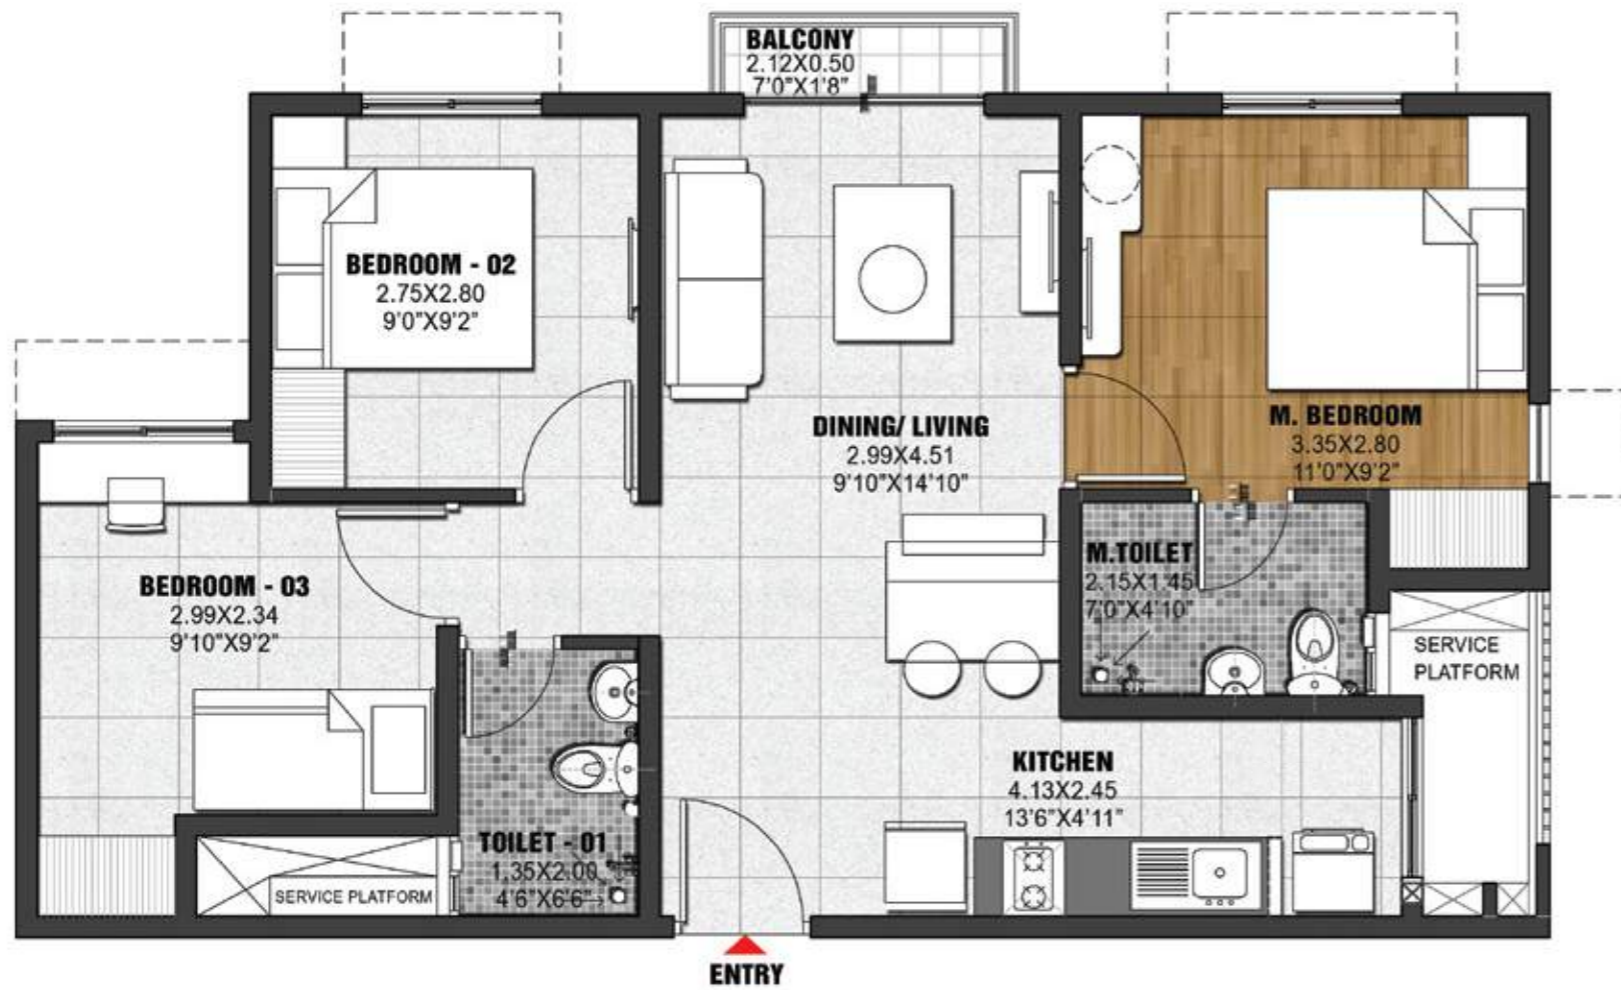 BALCONY
2.12X0.50
7'0"X1'8"
BEDROOM - 02
2.75X2.80
9'0"X9'2"
DINING/ LIVING
2.99X4.51
9'10"X14'10"
M. BEDROOM
3.35X2.80
11'0"X9'2"
BEDROOM - 03
2.99X2.34
9'10"X9'2"
M.TOILET
2.15X1.45
7'0"X4'10"
SERVICE
PLATFORM
KITCHEN
4.13X2.45
13'6"X4'11"
TOILET - 01
1.35X2.00
4'6"X6'6"
SERVICE PLATFORM
ENTRY